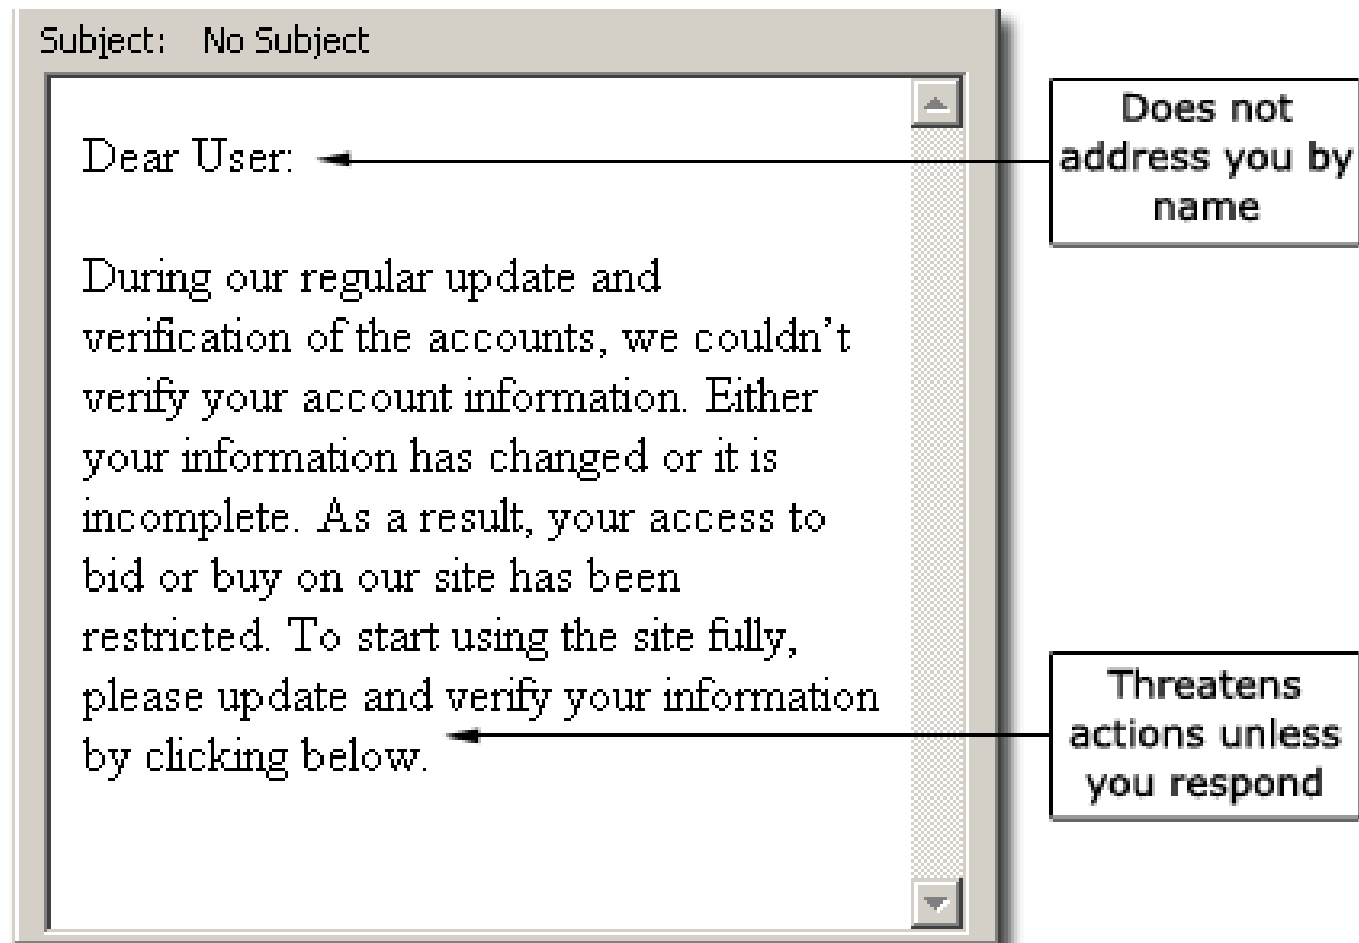 Subject: No Subject
Dear User:
Does not
address you by
name
During our regular update and
verification of the accounts, we couldn't
verify your account information. Either
your information has changed or it is
incomplete. As a result, your access to
bid or buy on our site has been
restricted. To start using the site fully,
please update and verify your information
by clicking below.
Threatens
actions unless
you respond